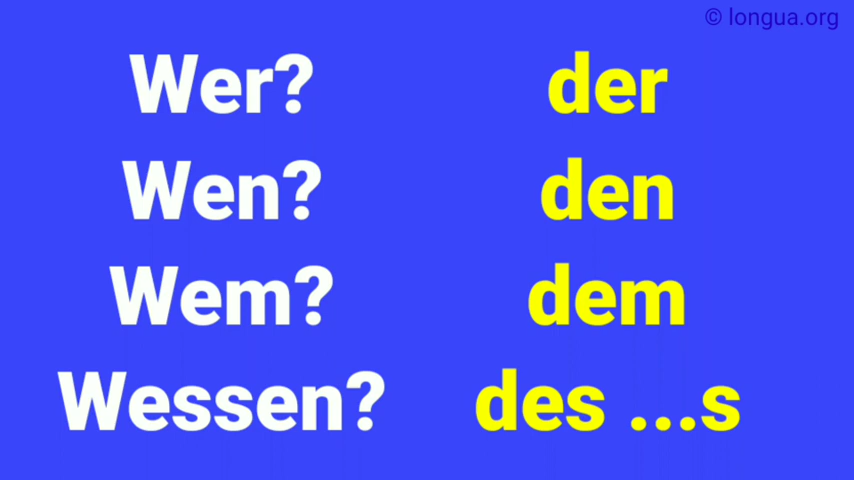 © longua.org
Wer? der
Wen? den
Wem? dem
Wessen? des ...s